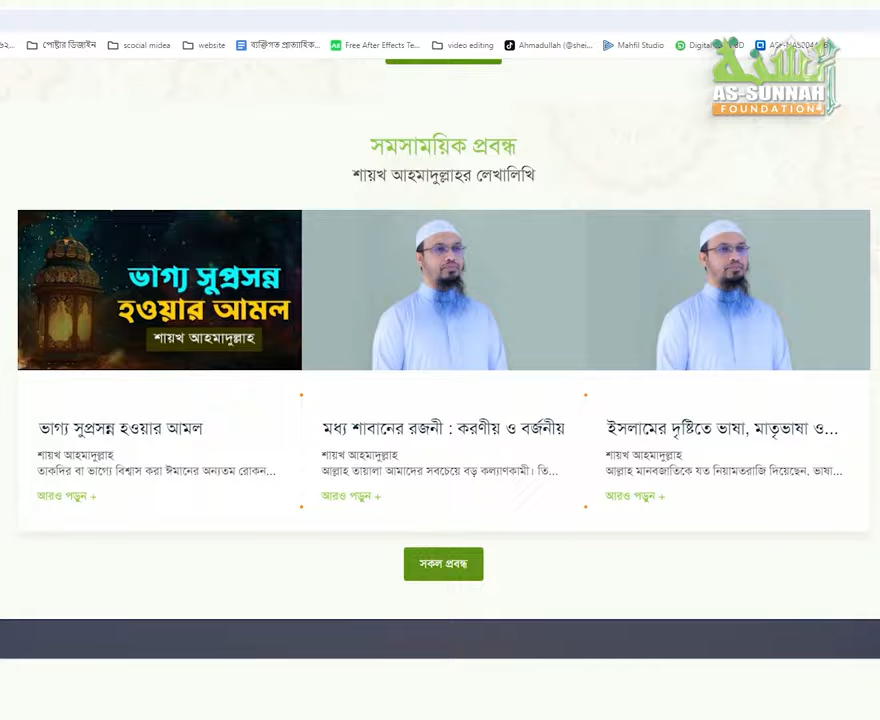 পোষ্টার ডিজাইন scocial midea website ব্যক্তিগত প্রাত্যাহিক... Free After Effects Te... video editing Ahmadullah (@shei... Mahfil Studio
AS-SUNNAH
FOUNDATION
সমসাময়িক প্রবন্ধ
শায়খ আহমাদুল্লাহর লেখালিখি
ভাগ্য সুপ্রসন্ন
হওয়ার আমল
শায়খ আহমাদুল্লাহ
ভাগ্য সুপ্রসন্ন হওয়ার আমল
শায়খ আহমাদুল্লাহ
তাকদির বা ভাগ্যে বিশ্বাস করা ঈমানের অন্যতম রোকন...
আরও পড়ুন +
মধ্য শাবানের রজনী : করণীয় ও বর্জনীয়
শায়খ আহমাদুল্লাহ
আল্লাহ তায়ালা আমাদের সবচেয়ে বড় কল্যাণকামী। তি...
আরও পড়ুন +
ইসলামের দৃষ্টিতে ভাষা, মাতৃভাষা ও...
শায়খ আহমাদুল্লাহ
আল্লাহ মানবজাতিকে যত নিয়ামতরাজি দিয়েছেন. ভাষা...
আরও পড়ুন +
সকল প্রবন্ধ